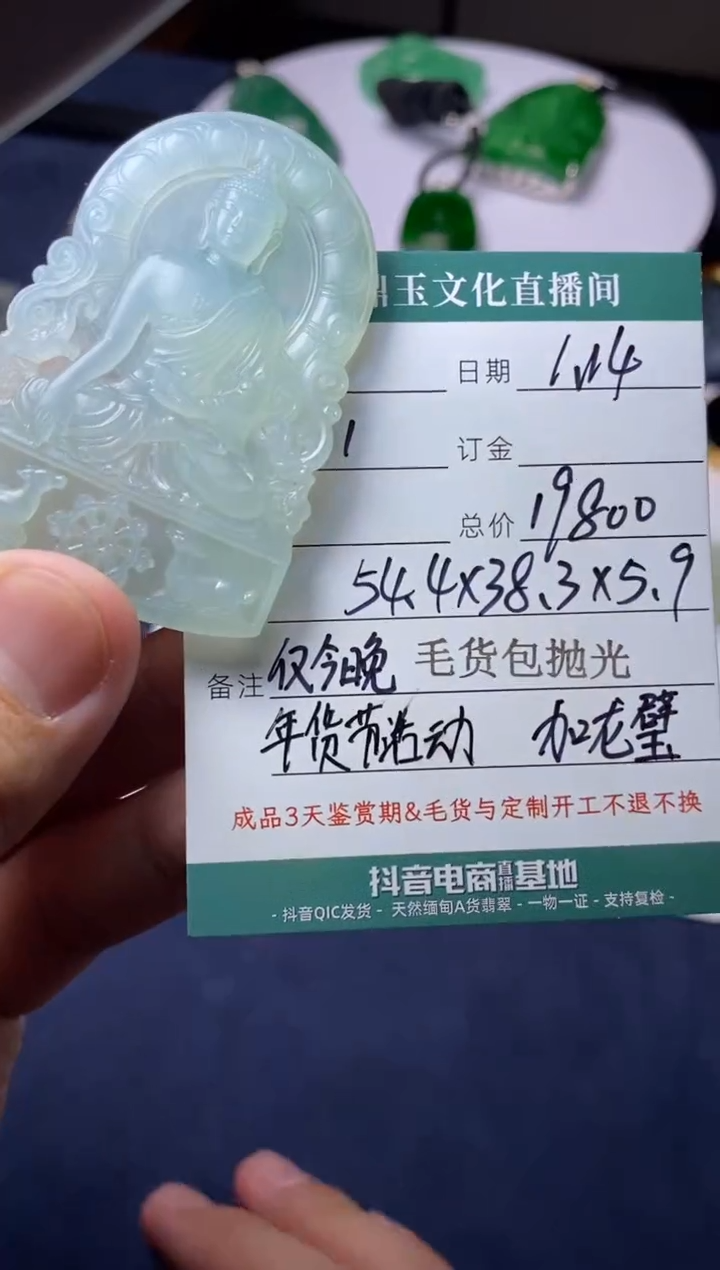 玉文化直播间
日期 1.14
1 订金
总价 19800
54.4×38.3×5.9
备注 仅今晚 毛货包抛光
年货节活动 加龙壁
成品3天鉴赏期&毛货与定制开工不退不换
抖音电商直播基地
- 抖音QIC发货 - 天然缅甸A货翡翠 - 一物一证 - 支持复检 -